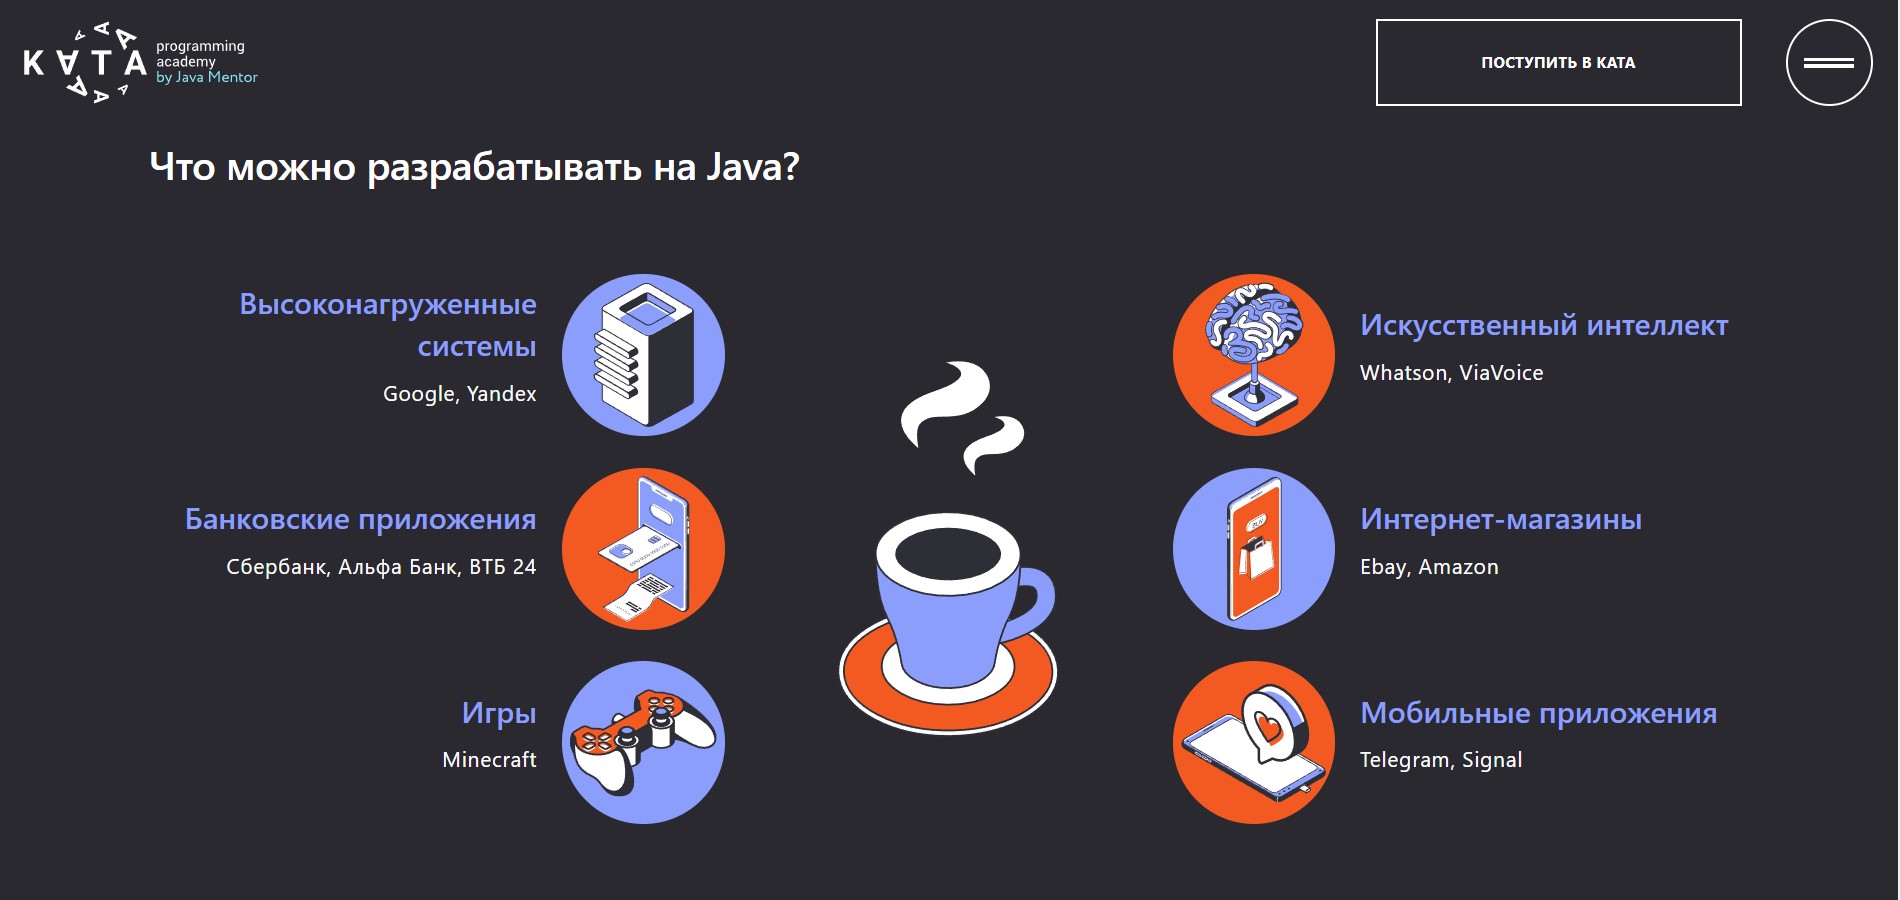 КАТА
programming
academy
by Java Mentor
ПОСТУПИТЬ В КАТА
Что можно разрабатывать на Java?
Высоконагруженные
системы
Google, Yandex
Банковские приложения
Сбербанк, Альфа Банк, ВТБ 24
Игры
Minecraft
Искусственный интеллект
Whatson, ViaVoice
Интернет-магазины
Ebay, Amazon
Мобильные приложения
Telegram, Signal